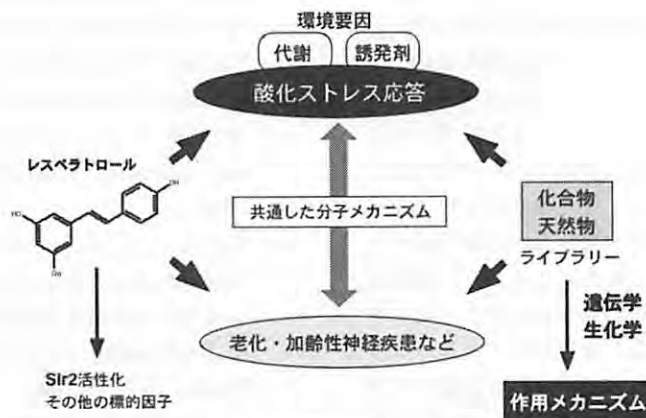 環境要因
代謝
誘発剤
酸化ストレス応答
レスベラトロール
HO
OH
OH
共通した分子メカニズム
化合物
天然物
ライブラリー
老化・加齢性神経疾患など
遺伝学
生化学
Sir2活性化
その他の標的因子
作用メカニズム